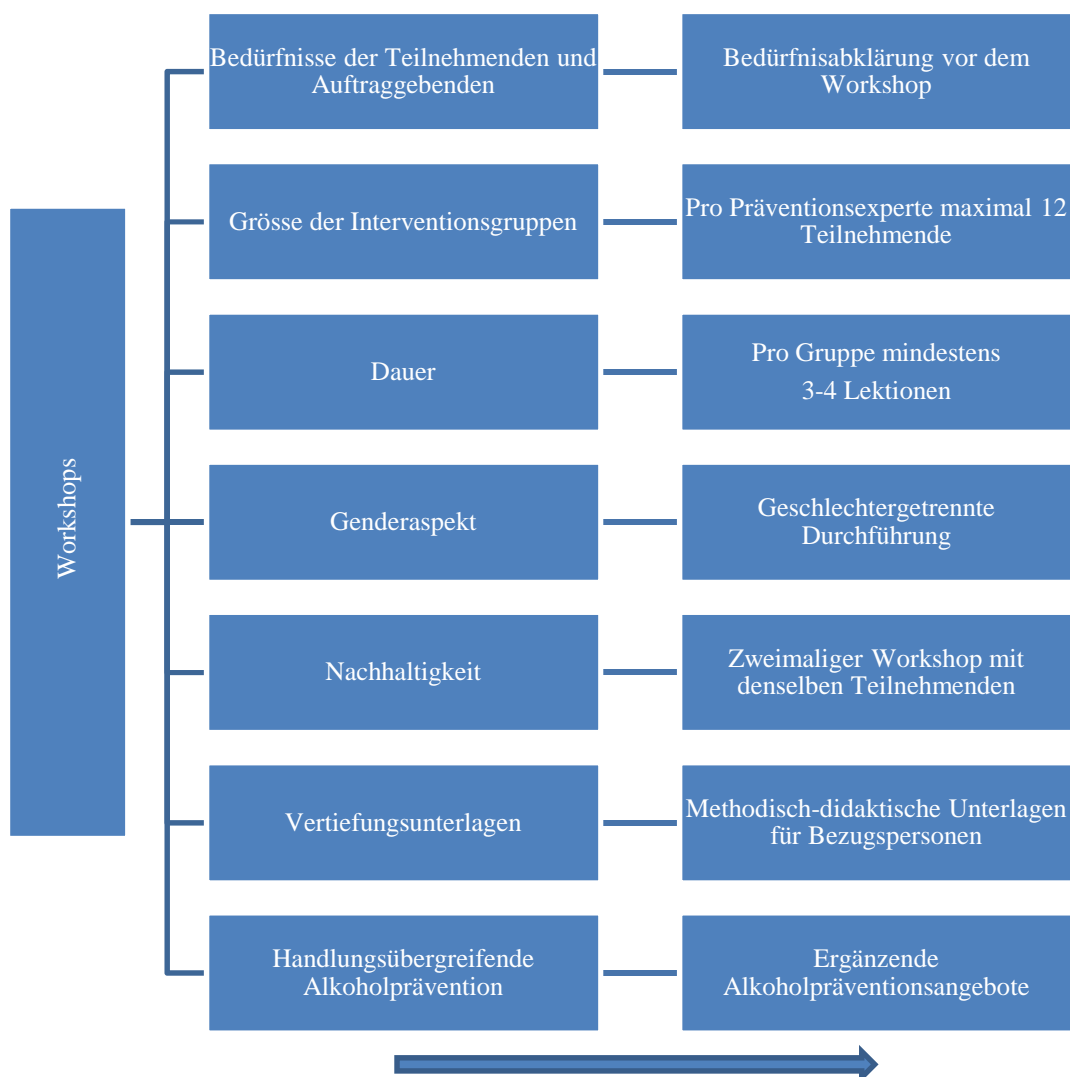 Workshops
Bedürfnisse der Teilnehmenden und
Auftraggebenden
Bedürfnisabklärung vor dem
Workshop
Grösse der Interventionsgruppen
Pro Präventionsexperte maximal 12
Teilnehmende
Dauer
Pro Gruppe mindestens
3-4 Lektionen
Genderaspekt
Geschlechtergetrennte
Durchführung
Nachhaltigkeit
Zweimaliger Workshop mit
denselben Teilnehmenden
Vertiefungsunterlagen
Methodisch-didaktische Unterlagen
für Bezugspersonen
Handlungsübergreifende
Alkoholprävention
Ergänzende
Alkoholpräventionsangebote